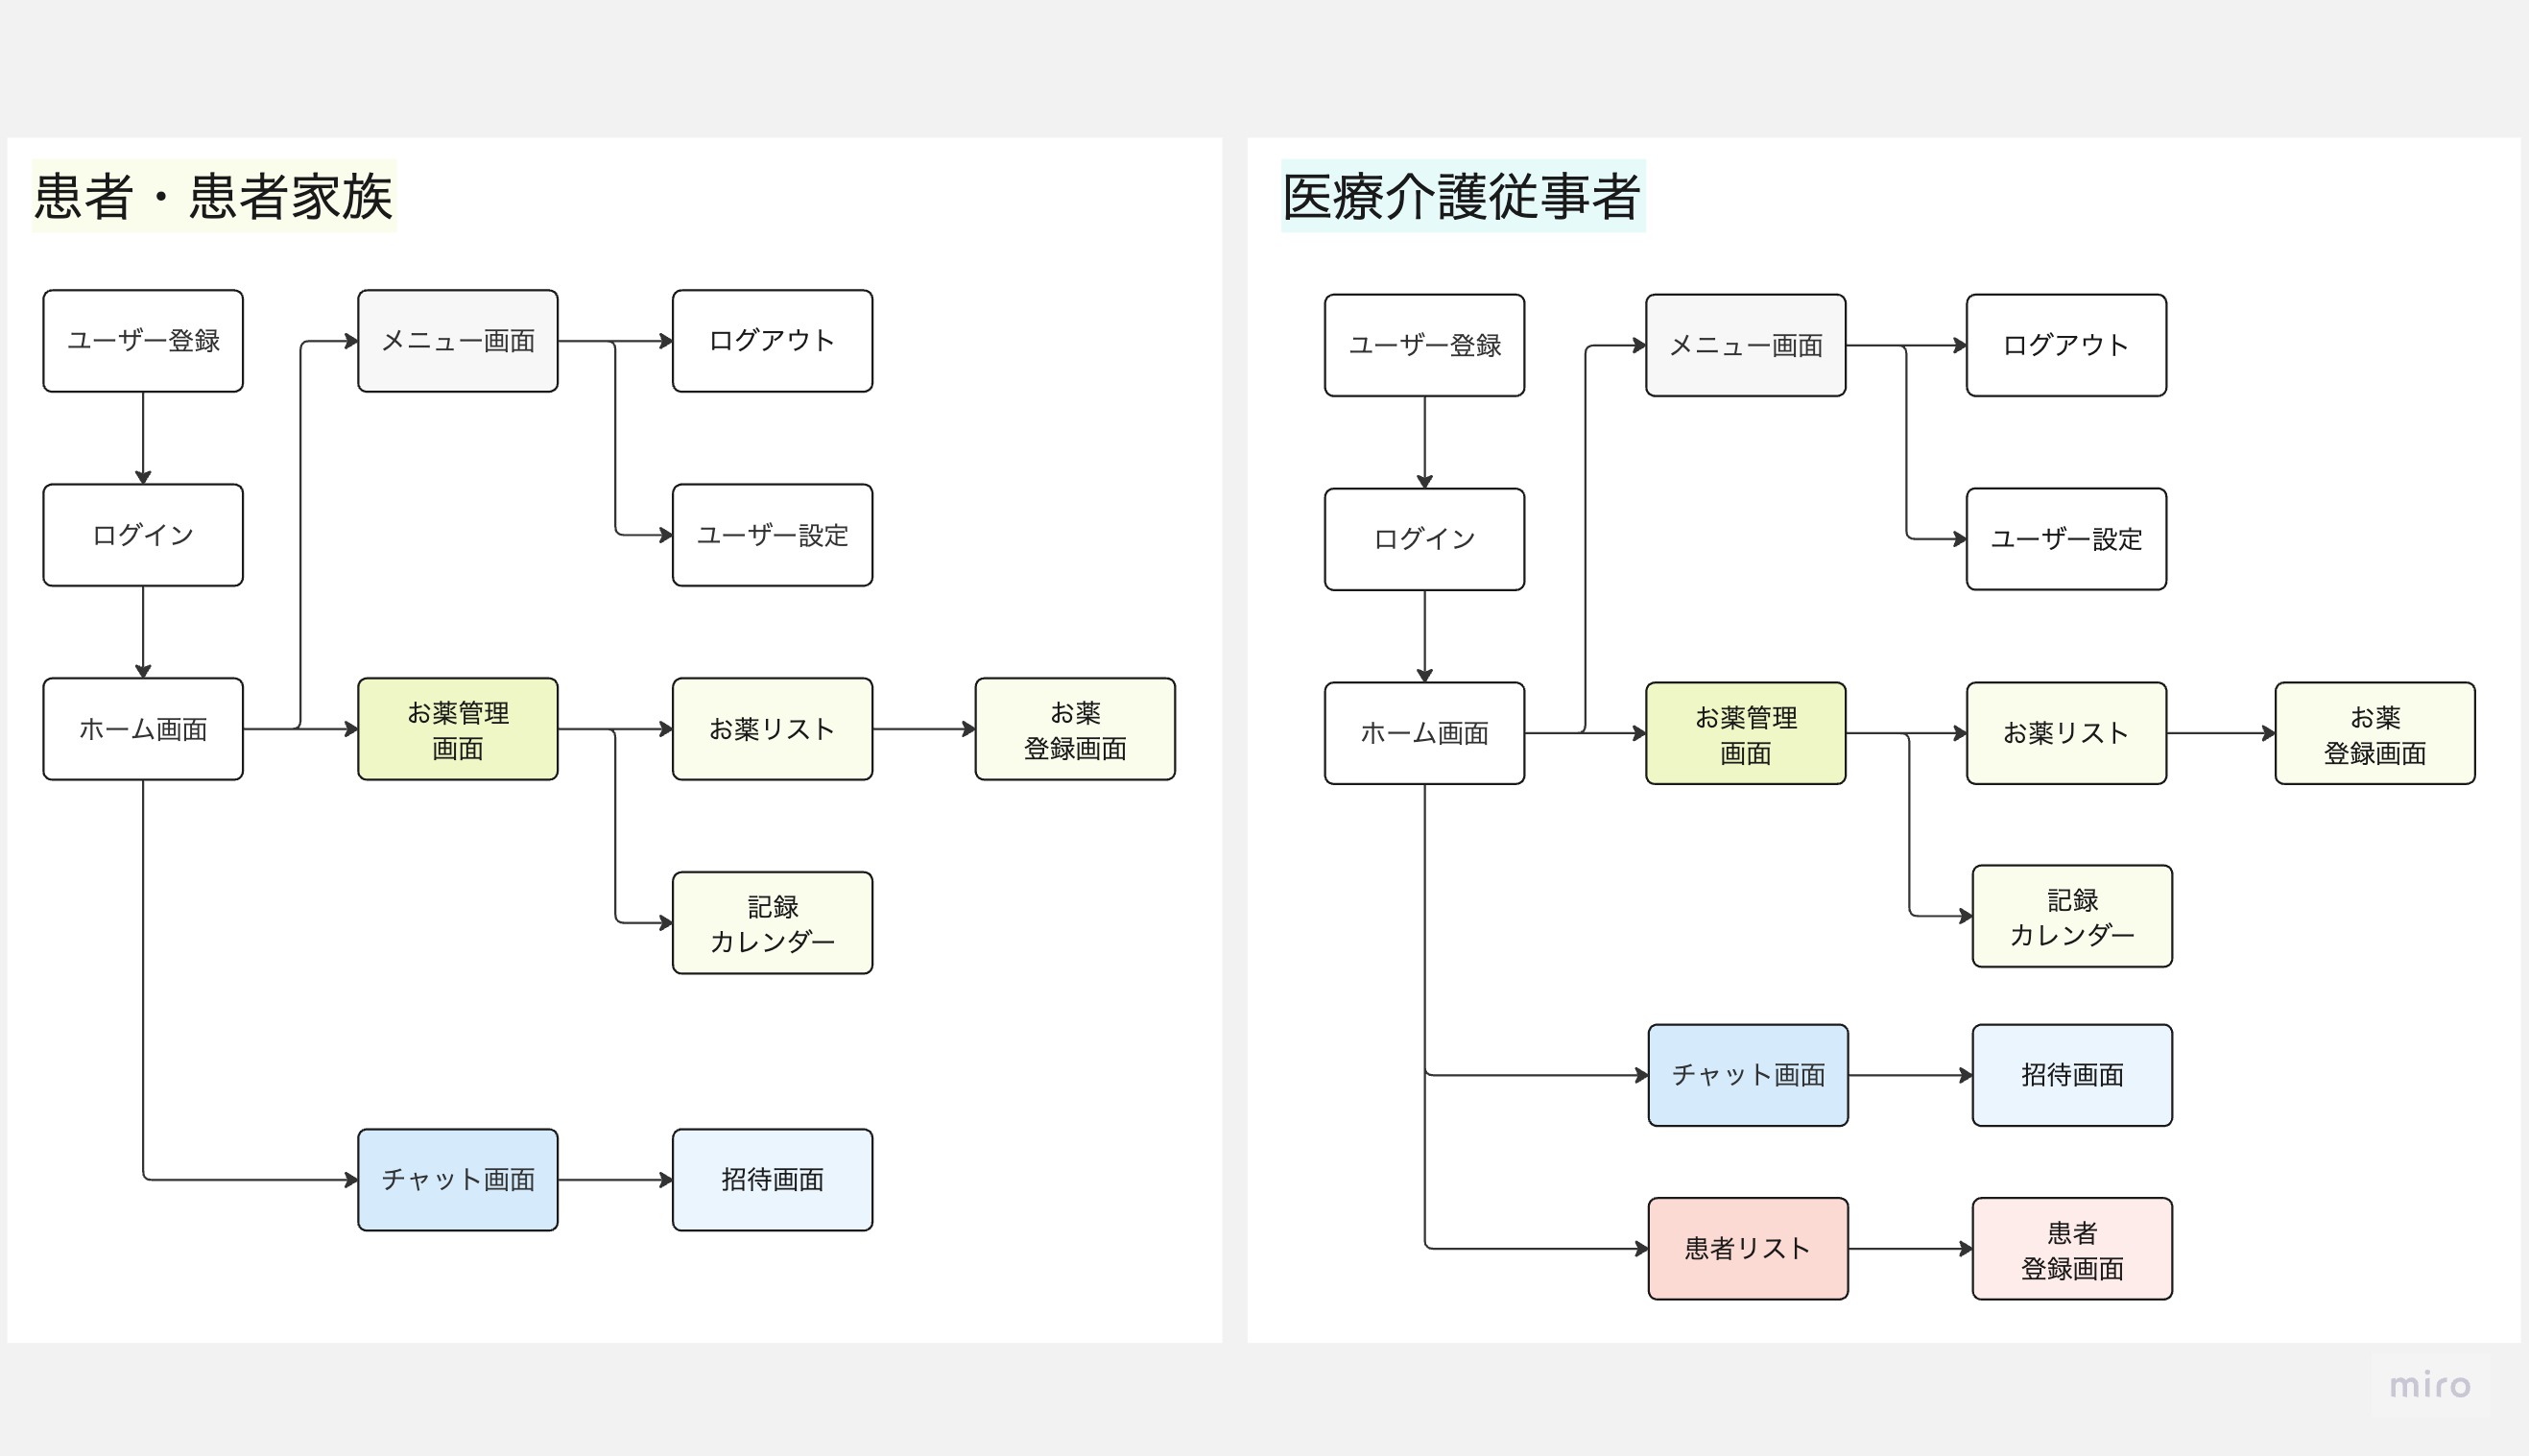 患者・患者家族
ユーザー登録
メニュー画面
ログアウト
ログイン
ユーザー設定
ホーム画面
お薬管理
画面
お薬リスト
お薬
登録画面
記録
カレンダー
チャット画面
招待画面
医療介護従事者
ユーザー登録
メニュー画面
ログアウト
ログイン
ユーザー設定
ホーム画面
お薬管理
画面
お薬リスト
お薬
登録画面
記録
カレンダー
チャット画面
招待画面
患者リスト
患者
登録画面
miro